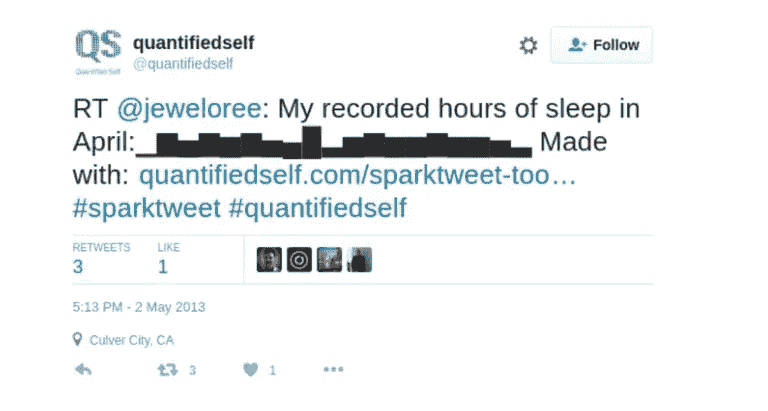 QS quantifiedself
Quantified Self
@quantifiedself
Follow
RT @jeweloree: My recorded hours of sleep in
April: Made
with: quantifiedself.com/sparktweet-too…
#sparktweet #quantifiedself
RETWEETS LIKE
3 1
5:13 PM - 2 May 2013
Culver City, CA
3 1